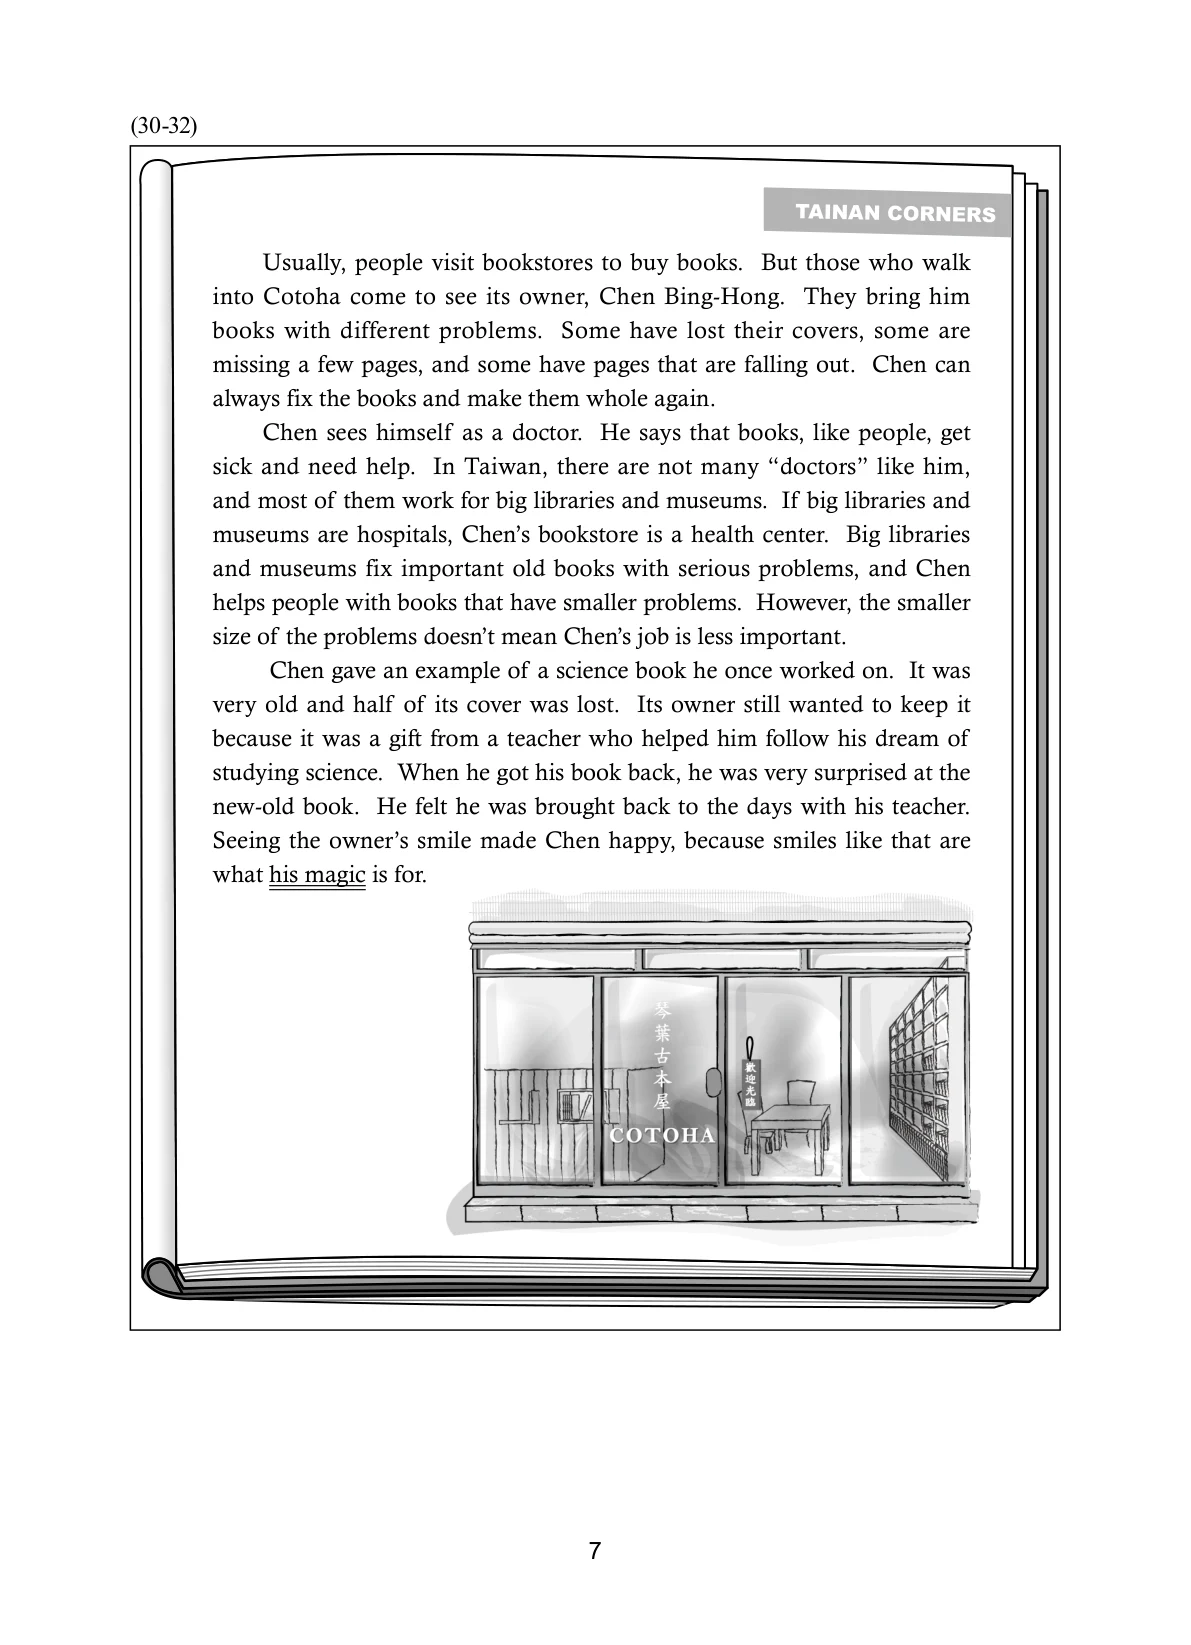 (30-32)
TAINAN CORNERS
Usually, people visit bookstores to buy books. But those who walk
into Cotoha come to see its owner, Chen Bing-Hong. They bring him
books with different problems. Some have lost their covers, some are
missing a few pages, and some have pages that are falling out. Chen can
always fix the books and make them whole again.
Chen sees himself as a doctor. He says that books, like people, get
sick and need help. In Taiwan, there are not many “doctors” like him,
and most of them work for big libraries and museums. If big libraries and
museums are hospitals, Chen’s bookstore is a health center. Big libraries
and museums fix important old books with serious problems, and Chen
helps people with books that have smaller problems. However, the smaller
size of the problems doesn’t mean Chen’s job is less important.
Chen gave an example of a science book he once worked on. It was
very old and half of its cover was lost. Its owner still wanted to keep it
because it was a gift from a teacher who helped him follow his dream of
studying science. When he got his book back, he was very surprised at the
new-old book. He felt he was brought back to the days with his teacher.
Seeing the owner’s smile made Chen happy, because smiles like that are
what his magic is for.
琴葉古本屋
歡迎光臨
COTOHA
7